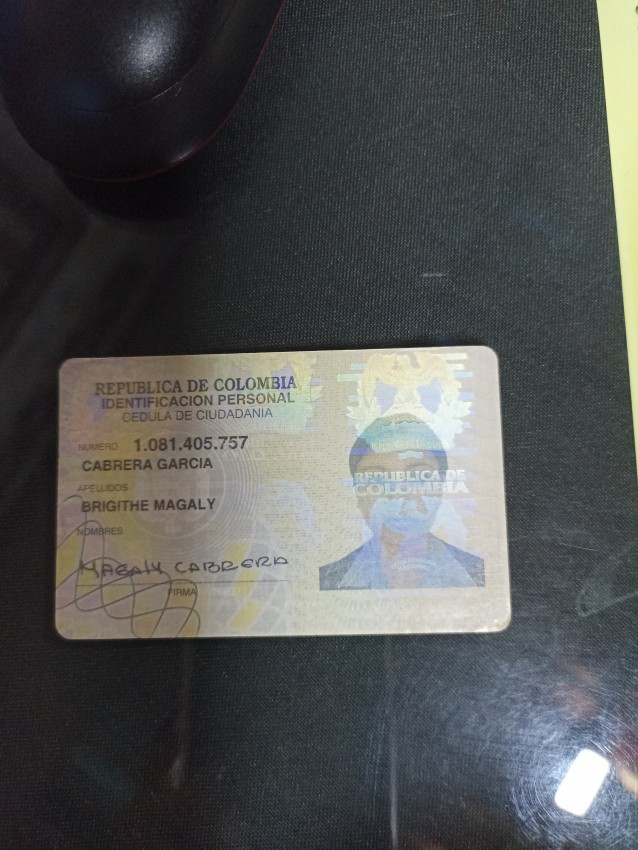 REPUBLICA DE COLOMBIA
IDENTIFICACION PERSONAL
CEDULA DE CIUDADANIA
NUMERO 1.081.405.757
CABRERA GARCIA
APELLIDOS
BRIGITHE MAGALY
NOMBRES
MAGALY CABRERA
FIRMA
REPUBLICA DE
COLOMBIA